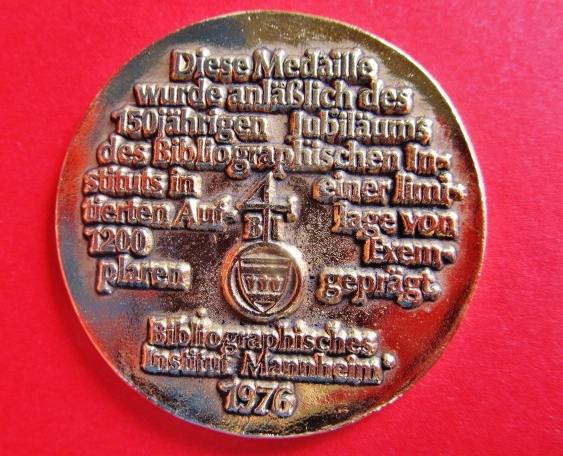 Diese Medaille
wurde anläßlich des
150jährigen Jubiläums
des Bibliographischen In-
stituts in einer limi-
tierten Auf- lage von
1200 Exem-
plaren geprägt.
BI
Bibliographisches
Institut Mannheim
1976